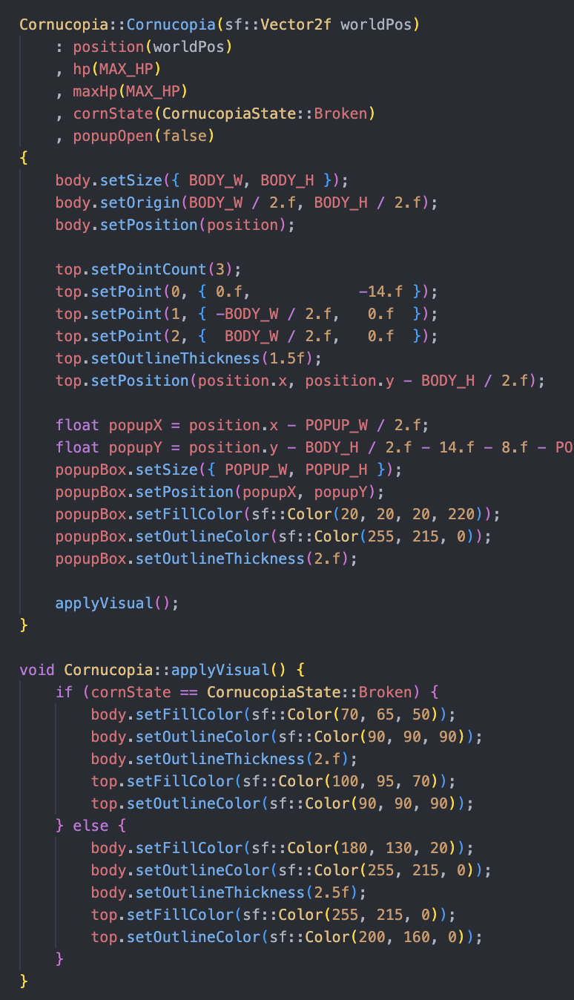 Cornucopia::Cornucopia(sf::Vector2f worldPos)
    : position(worldPos)
    , hp(MAX_HP)
    , maxHp(MAX_HP)
    , cornState(CornucopiaState::Broken)
    , popupOpen(false)
{
    body.setSize({ BODY_W, BODY_H });
    body.setOrigin(BODY_W / 2.f, BODY_H / 2.f);
    body.setPosition(position);

    top.setPointCount(3);
    top.setPoint(0, { 0.f,            -14.f });
    top.setPoint(1, { -BODY_W / 2.f,   0.f  });
    top.setPoint(2, {  BODY_W / 2.f,   0.f  });
    top.setOutlineThickness(1.5f);
    top.setPosition(position.x, position.y - BODY_H / 2.f);

    float popupX = position.x - POPUP_W / 2.f;
    float popupY = position.y - BODY_H / 2.f - 14.f - 8.f - PO
    popupBox.setSize({ POPUP_W, POPUP_H });
    popupBox.setPosition(popupX, popupY);
    popupBox.setFillColor(sf::Color(20, 20, 20, 220));
    popupBox.setOutlineColor(sf::Color(255, 215, 0));
    popupBox.setOutlineThickness(2.f);

    applyVisual();
}

void Cornucopia::applyVisual() {
    if (cornState == CornucopiaState::Broken) {
        body.setFillColor(sf::Color(70, 65, 50));
        body.setOutlineColor(sf::Color(90, 90, 90));
        body.setOutlineThickness(2.f);
        top.setFillColor(sf::Color(100, 95, 70));
        top.setOutlineColor(sf::Color(90, 90, 90));
    } else {
        body.setFillColor(sf::Color(180, 130, 20));
        body.setOutlineColor(sf::Color(255, 215, 0));
        body.setOutlineThickness(2.5f);
        top.setFillColor(sf::Color(255, 215, 0));
        top.setOutlineColor(sf::Color(200, 160, 0));
    }
}